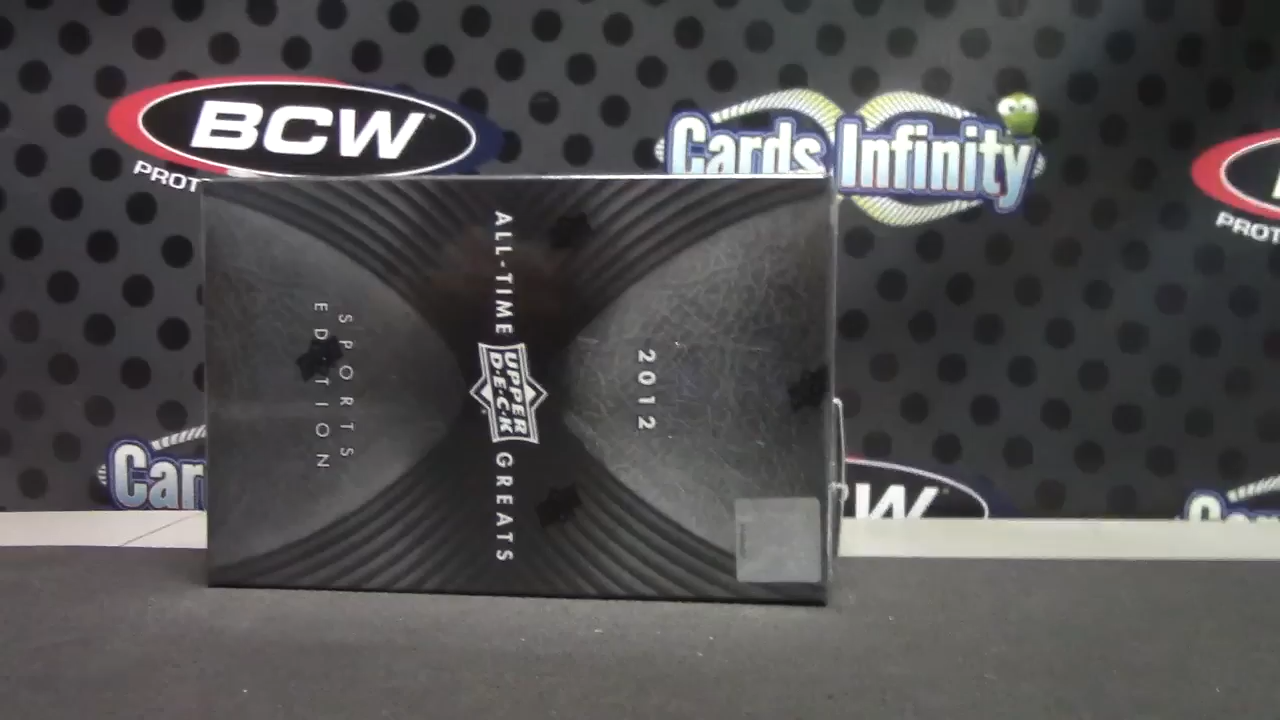 BCW
PROT
Cards Infinity
PROT
2012
ALL-TIME UPPER DECK GREATS
SPORTS
EDITION
Car
W